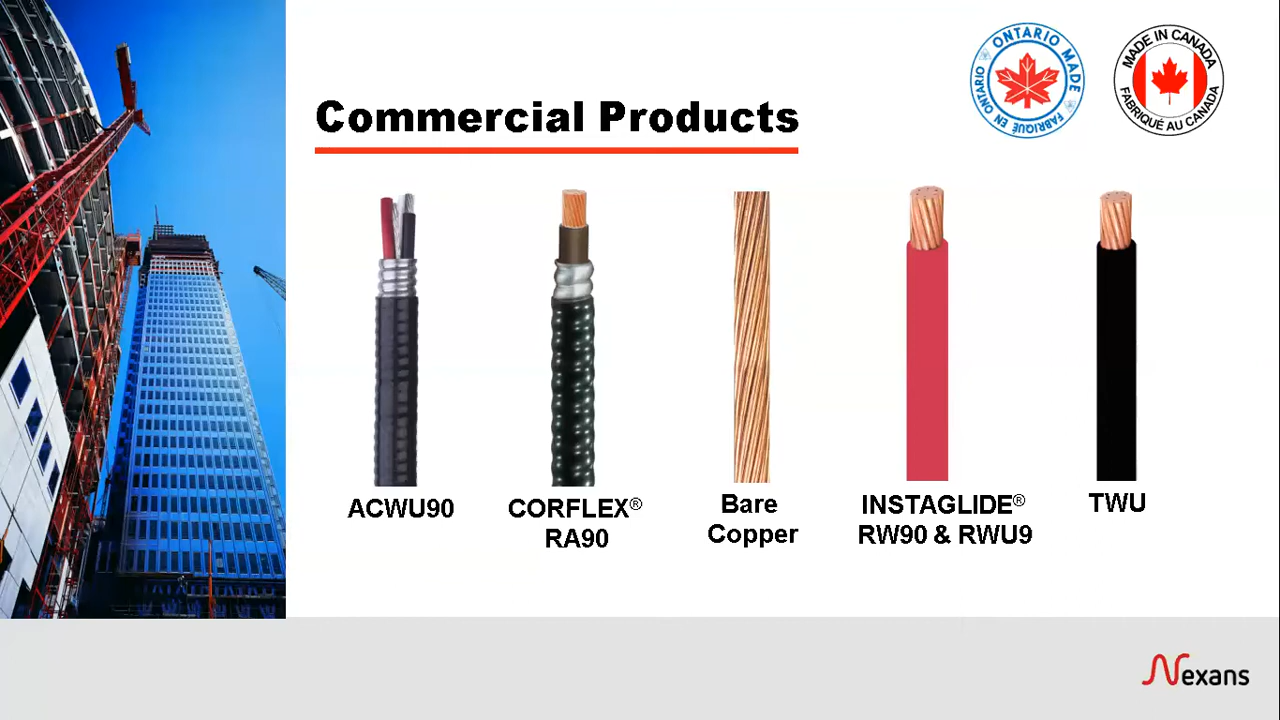 ONTARIO MADE
FABRIQUÉ EN ONTARIO
MADE IN CANADA
FABRIQUÉ AU CANADA
Commercial Products
ACWU90
CORFLEX®
RA90
Bare
Copper
INSTAGLIDE®
RW90 & RWU9
TWU
Nexans